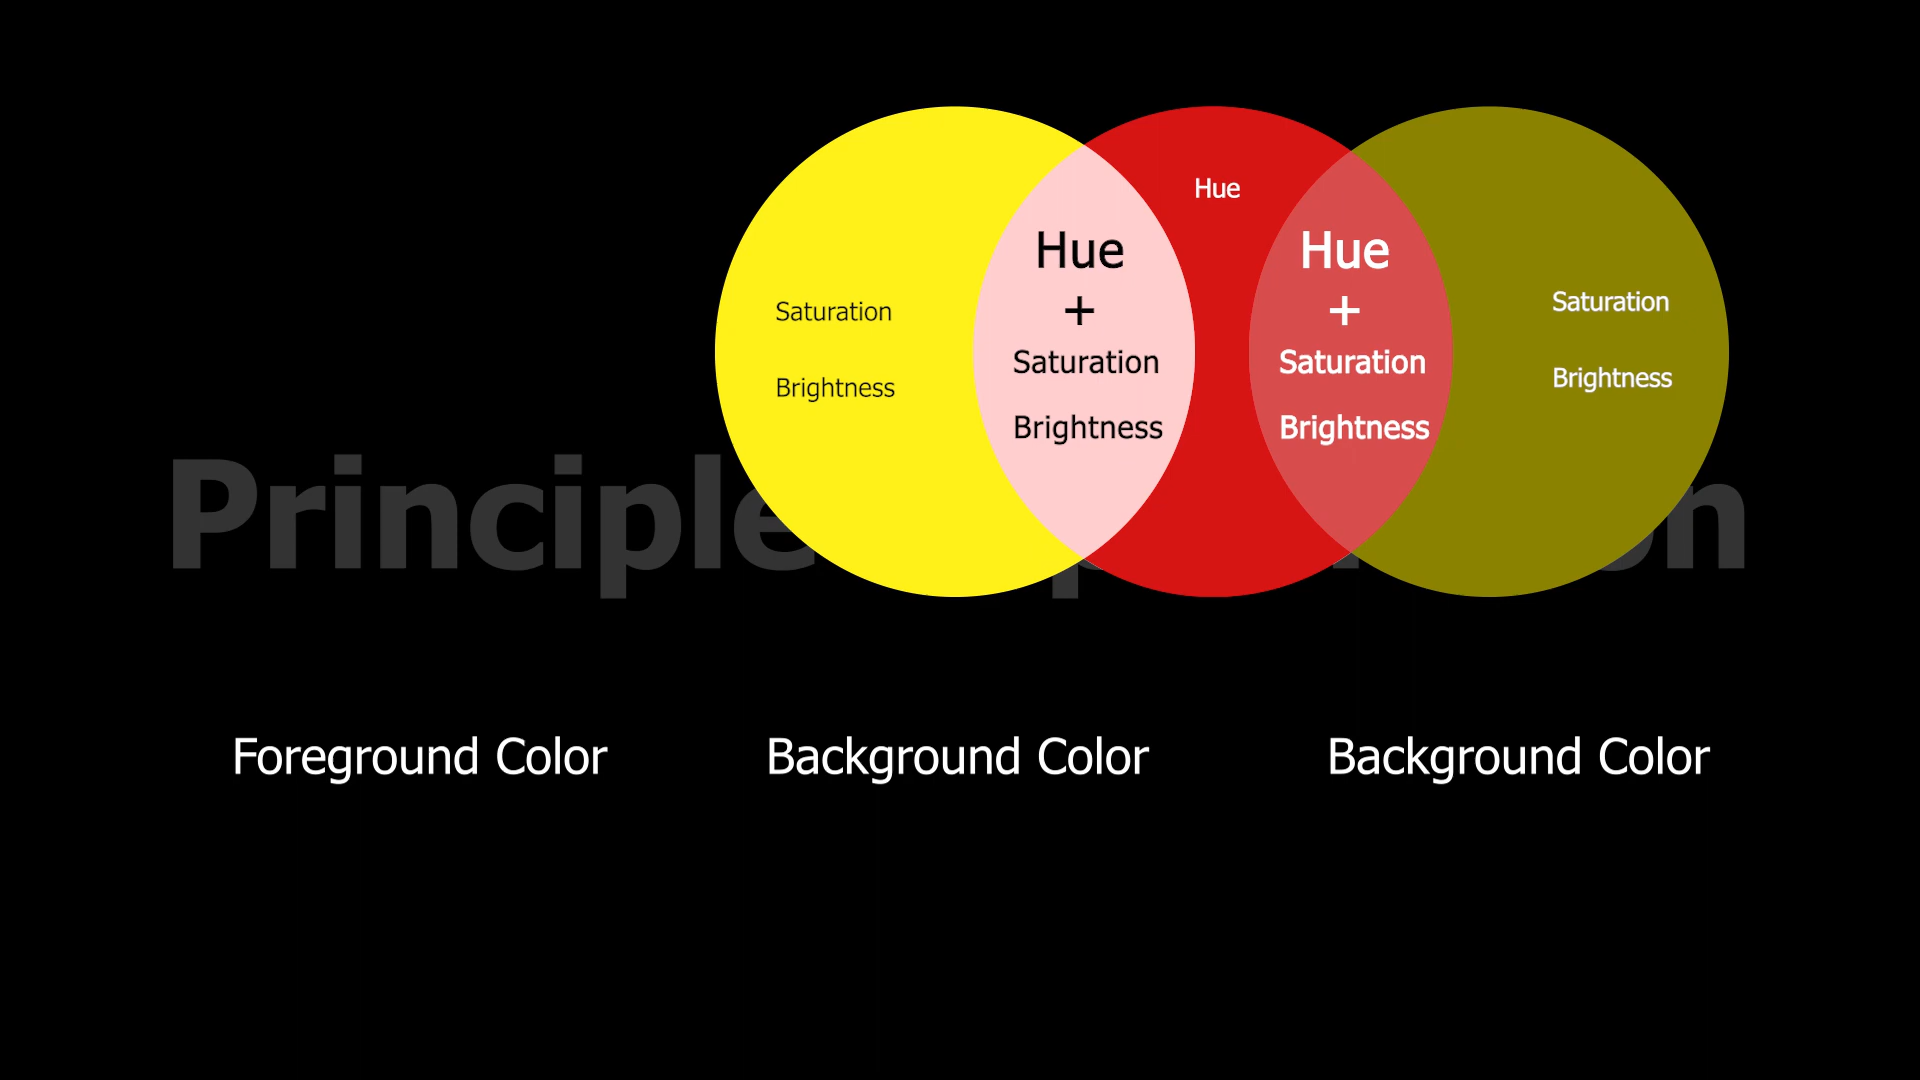 Hue
Hue
+
Saturation
Brightness
Hue
+
Saturation
Brightness
Saturation
Brightness
Saturation
Brightness
Principle
Foreground Color
Background Color
Background Color